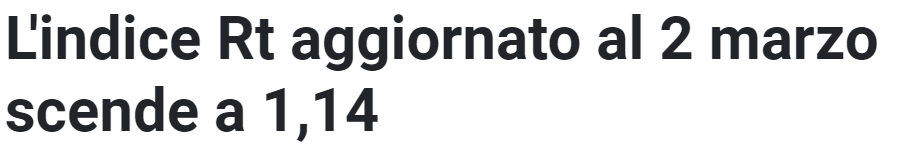 L'indice Rt aggiornato al 2 marzo
scende a 1,14